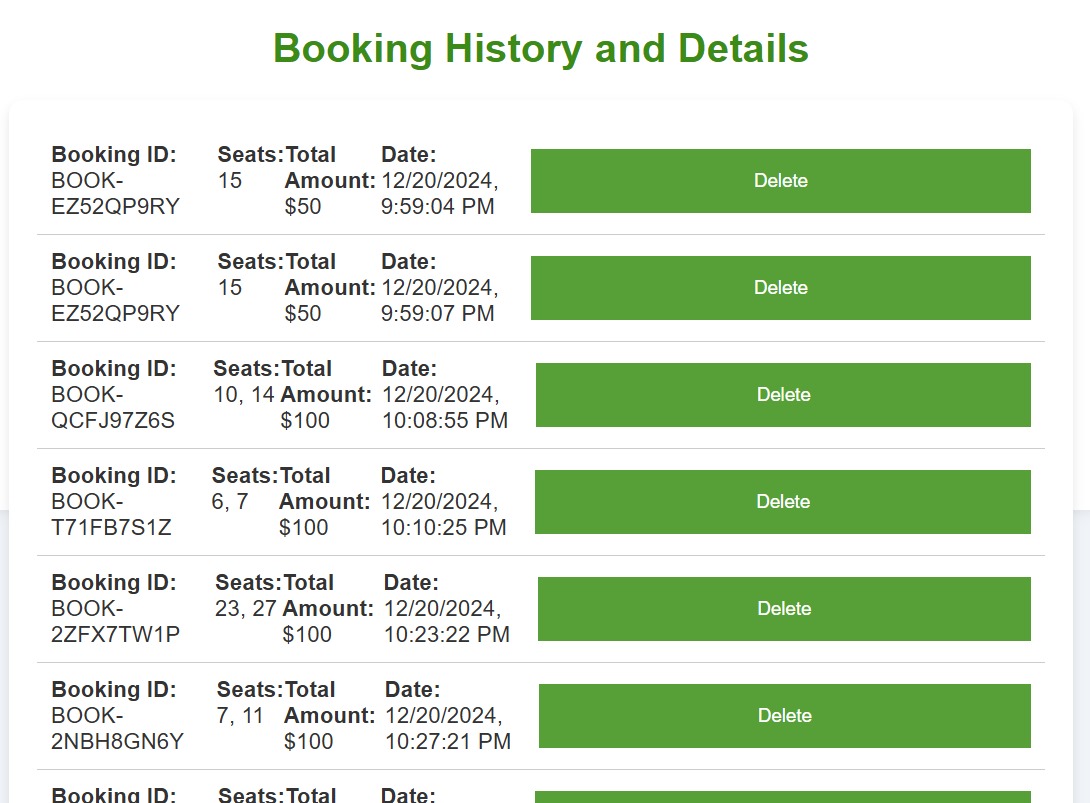 Booking History and Details
Booking ID:
BOOK-
EZ52QP9RY
Seats:
15
Total
Amount:
$50
Date:
12/20/2024,
9:59:04 PM
Delete
Booking ID:
BOOK-
EZ52QP9RY
Seats:
15
Total
Amount:
$50
Date:
12/20/2024,
9:59:07 PM
Delete
Booking ID:
BOOK-
QCFJ97Z6S
Seats:
10, 14
Total
Amount:
$100
Date:
12/20/2024,
10:08:55 PM
Delete
Booking ID:
BOOK-
T71FB7S1Z
Seats:
6, 7
Total
Amount:
$100
Date:
12/20/2024,
10:10:25 PM
Delete
Booking ID:
BOOK-
2ZFX7TW1P
Seats:
23, 27
Total
Amount:
$100
Date:
12/20/2024,
10:23:22 PM
Delete
Booking ID:
BOOK-
2NBH8GN6Y
Seats:
7, 11
Total
Amount:
$100
Date:
12/20/2024,
10:27:21 PM
Delete
Booking ID:
Seats:
Total
Date: